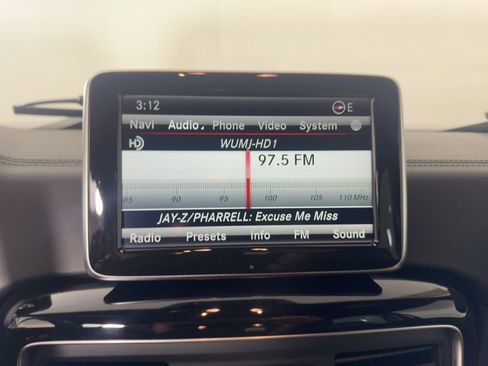 3:12 E
Navi Audio Phone Video System
HD WUMJ-HD1
97.5 FM
85 90 95 100 105 110 MHz
JAY-Z/PHARRELL: Excuse Me Miss
Radio Presets Info FM Sound